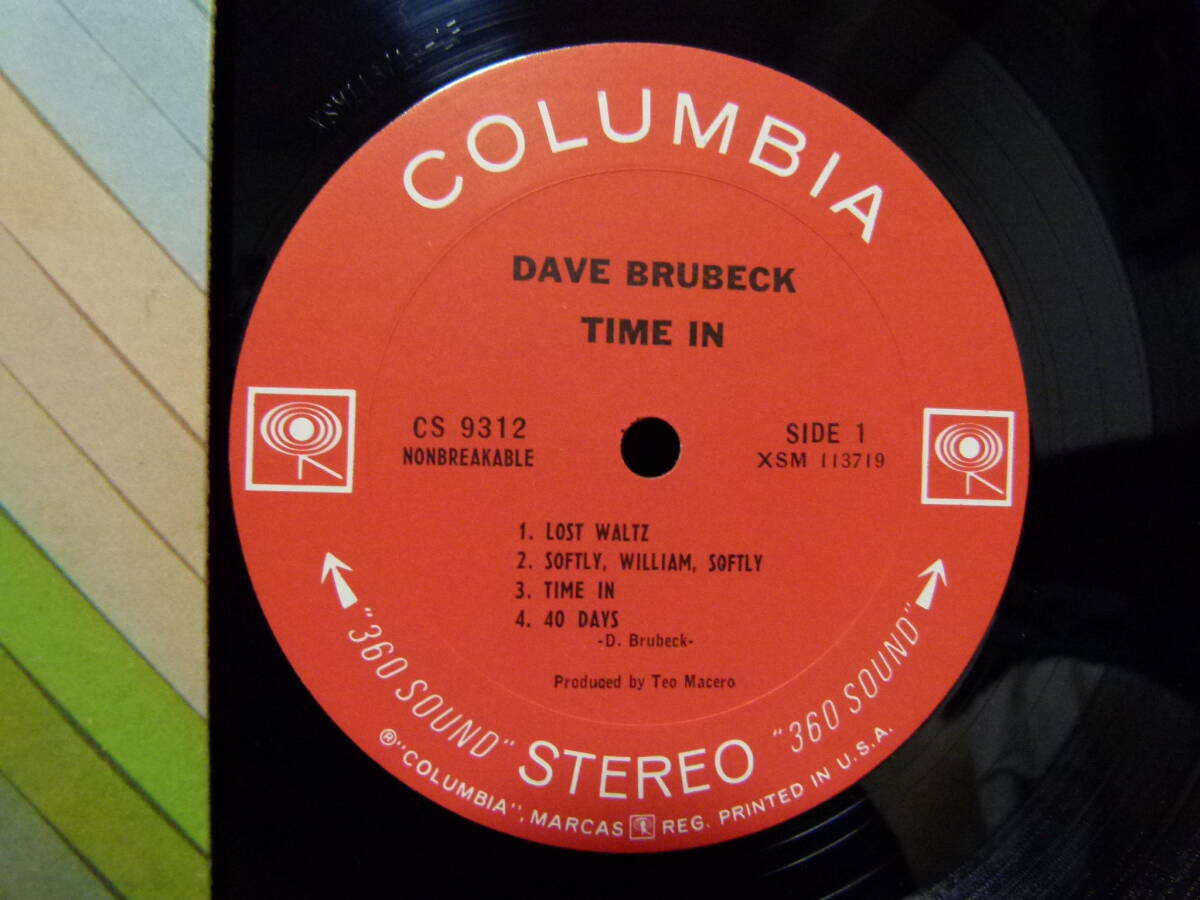 COLUMBIA
DAVE BRUBECK
TIME IN
CS 9312
NONBREAKABLE
SIDE 1
XSM 113719
1. LOST WALTZ
2. SOFTLY, WILLIAM, SOFTLY
3. TIME IN
4. 40 DAYS
-D. Brubeck-
Produced by Teo Macero
"360 SOUND" STEREO "360 SOUND"
® "COLUMBIA", MARCAS REG. PRINTED IN U.S.A.